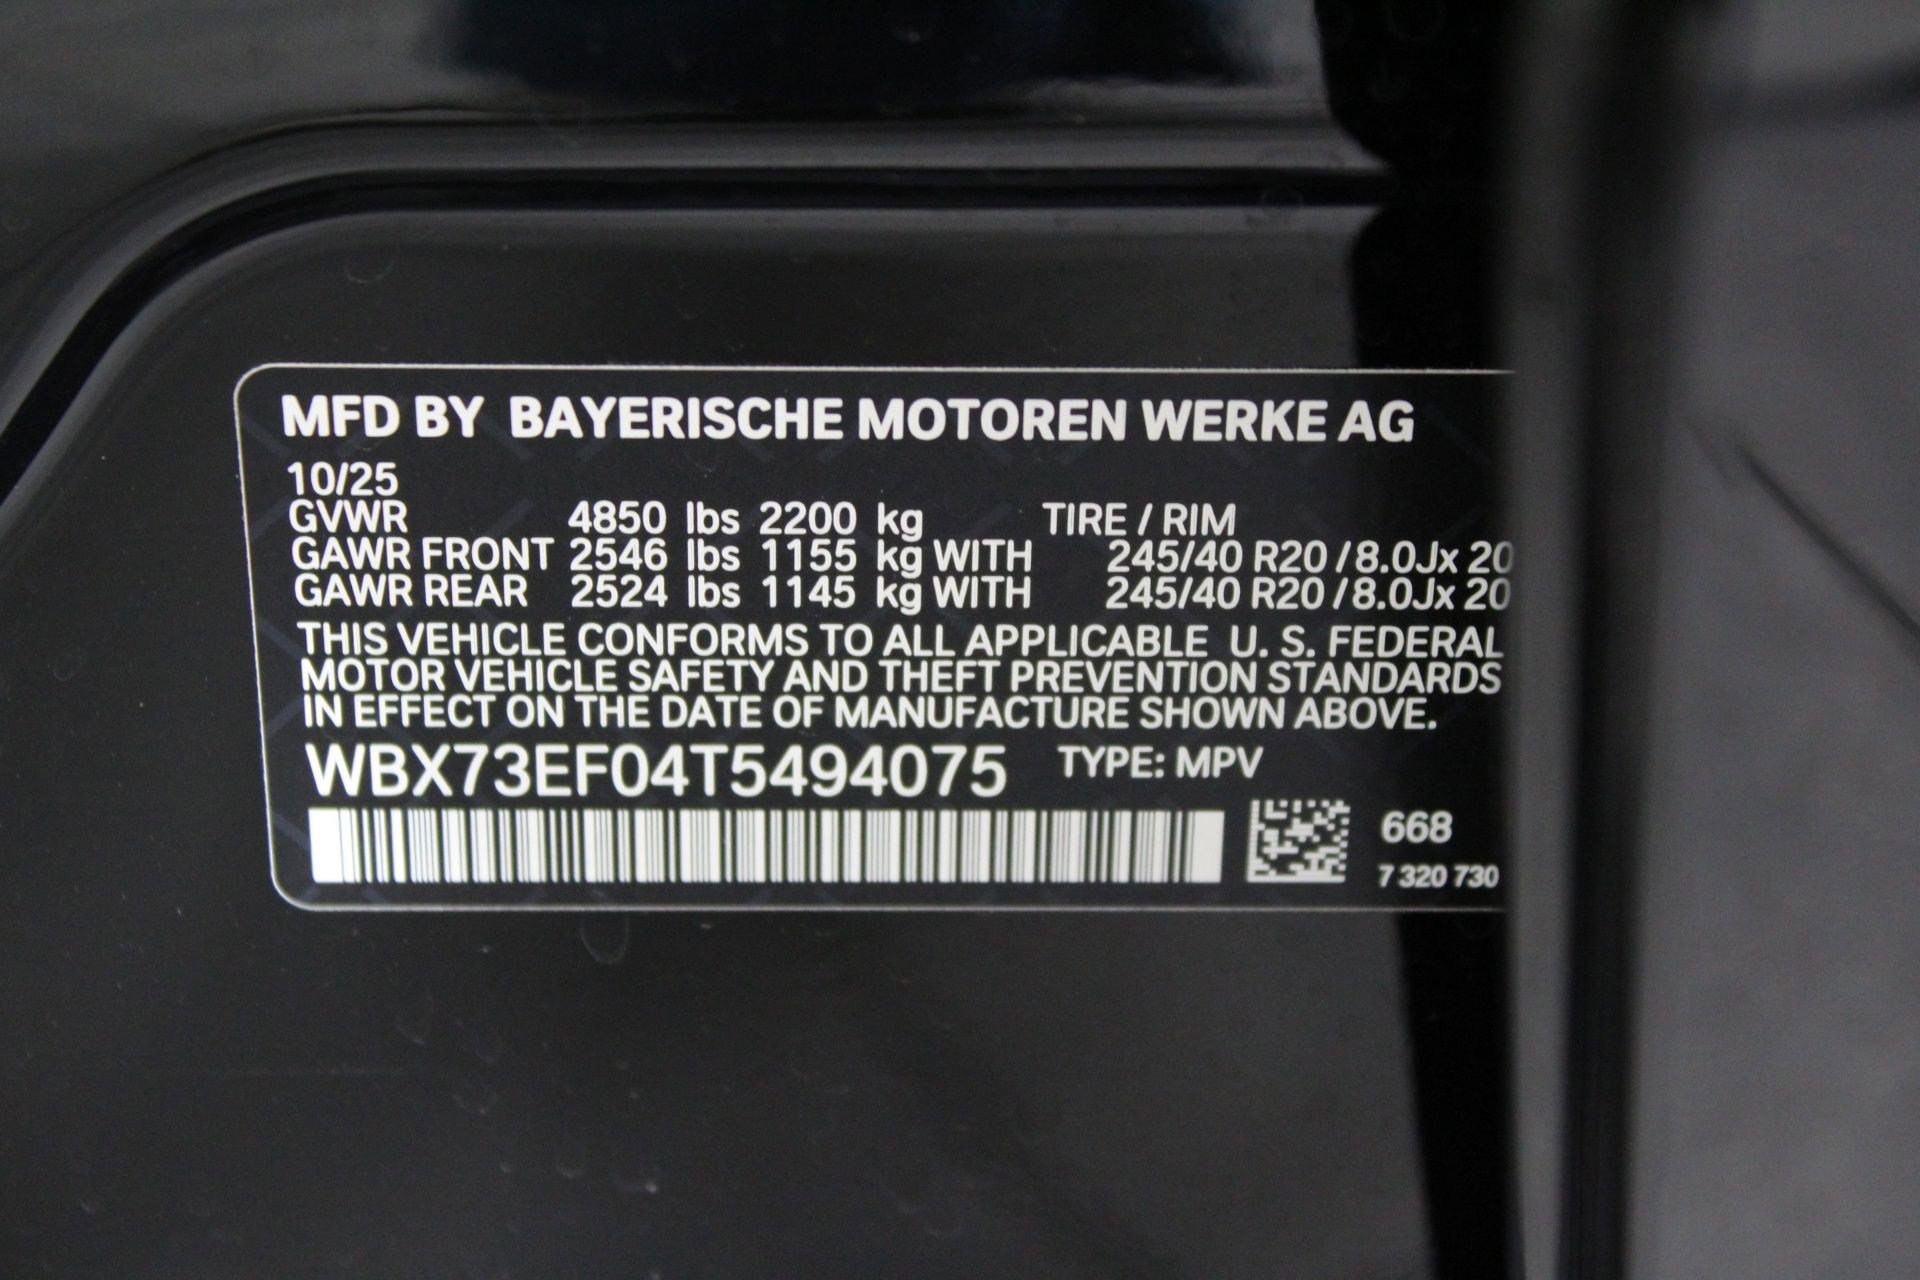 MFD BY BAYERISCHE MOTOREN WERKE AG
10/25
GVWR 4850 lbs 2200 kg TIRE / RIM
GAWR FRONT 2546 lbs 1155 kg WITH 245/40 R20 / 8.0Jx 20
GAWR REAR 2524 lbs 1145 kg WITH 245/40 R20 / 8.0Jx 20
THIS VEHICLE CONFORMS TO ALL APPLICABLE U. S. FEDERAL
MOTOR VEHICLE SAFETY AND THEFT PREVENTION STANDARDS
IN EFFECT ON THE DATE OF MANUFACTURE SHOWN ABOVE.
WBX73EF04T5494075 TYPE: MPV
668
7 320 730